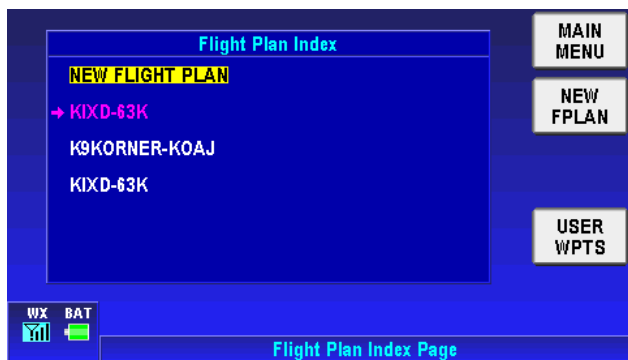 Flight Plan Index
NEW FLIGHT PLAN
KIXD-63K
K9KORNER-KOAJ
KIXD-63K
MAIN
MENU
NEW
FPLAN
USER
WPTS
WX BAT
Flight Plan Index Page